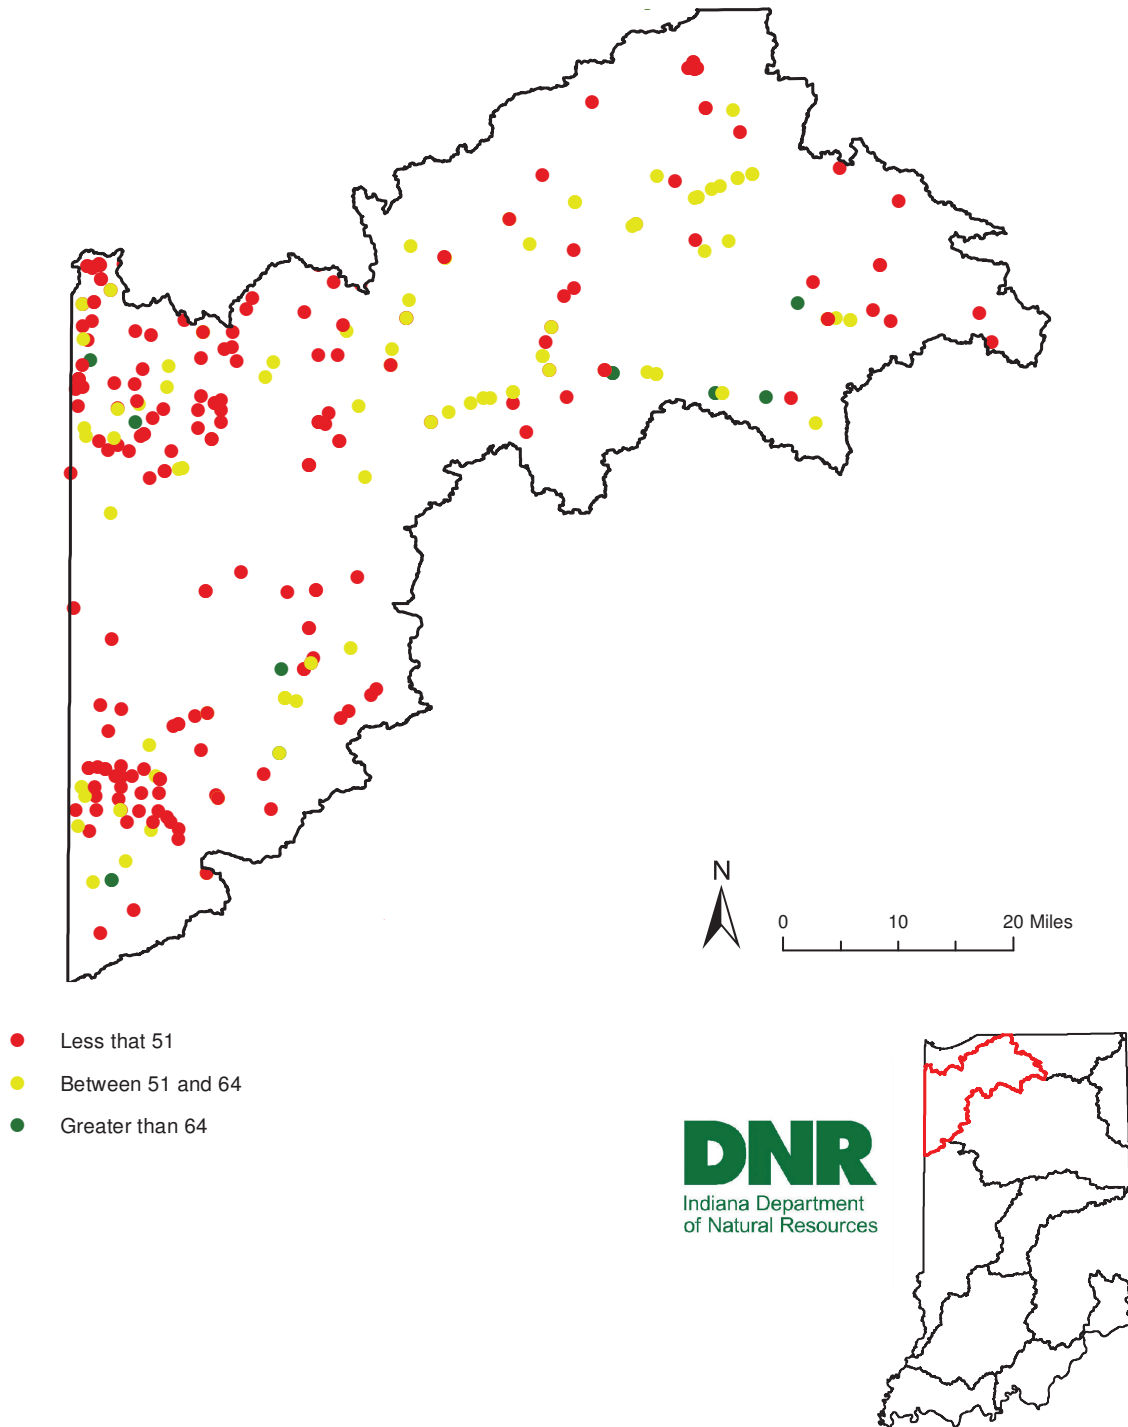 N
0 10 20 Miles
Less that 51
Between 51 and 64
Greater than 64
DNR
Indiana Department
of Natural Resources